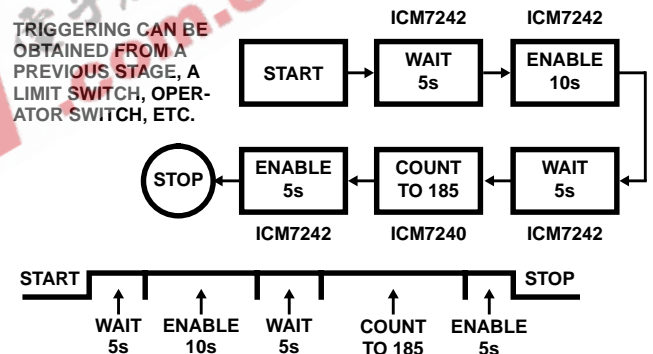 TRIGGERING CAN BE
OBTAINED FROM A
PREVIOUS STAGE, A
LIMIT SWITCH, OPER-
ATOR SWITCH, ETC.
ICM7242
ICM7242
START
WAIT
5s
ENABLE
10s
STOP
ENABLE
5s
COUNT
TO 185
WAIT
5s
ICM7242
ICM7240
ICM7242
START
STOP
WAIT
5s
ENABLE
10s
WAIT
5s
COUNT
TO 185
ENABLE
5s